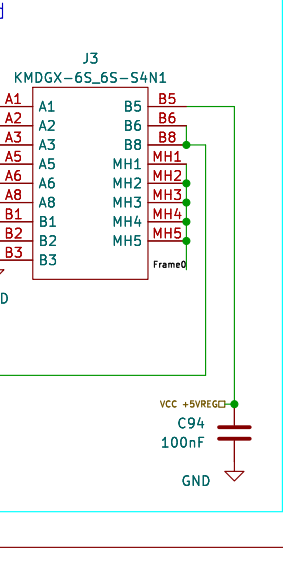 J3
KMDGX-6S_6S-S4N1
A1 A1 B5 B5
A2 A2 B6 B6
A3 A3 B8 B8
A5 A5 MH1 MH1
A6 A6 MH2 MH2
A8 A8 MH3 MH3
B1 B1 MH4 MH4
B2 B2 MH5 MH5
B3 B3
Frame0
D
VCC +5VREG
C94
100nF
GND